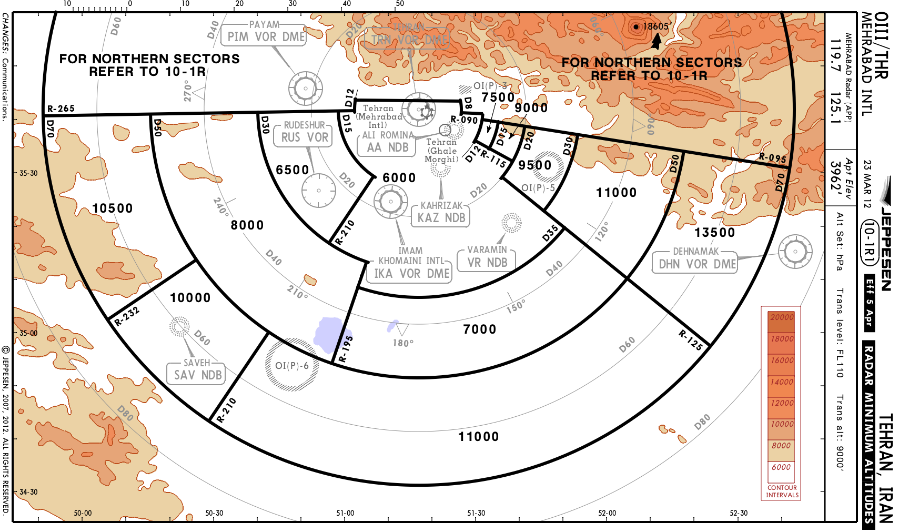 10
0
10
20
30
40
50
D60
D40
PAYAM
PIM VOR DME
TRN VOR DME
18605'
FOR NORTHERN SECTORS
REFER TO 10-1R
FOR NORTHERN SECTORS
REFER TO 10-1R
270°
060°
R-265
D70
D50
D30
D15
D12
D8
OI(P)-3
7500
9000
R-090
D15
D20
D30
D50
D70
R-095
Tehran
(Mehrabad
Intl)
ALI ROMINA
AA NDB
Tehran
(Ghale
Morghi)
D12
R-115
RUDESHUR
RUS VOR
6500
D20
6000
D20
9500
OI(P)-5
11000
13500
35-30
10500
240°
8000
KAHRIZAK
KAZ NDB
R-210
IMAM
KHOMAINI INTL
IKA VOR DME
VARAMIN
VR NDB
D35
120°
DEHNAMAR
DHN VOR DME
D40
D40
210°
10000
R-232
150°
7000
180°
R-195
D60
D60
R-125
35-00
SAVEH
SAV NDB
OI(P)-6
R-210
D80
D80
11000
34-30
50-00
50-30
51-00
51-30
52-00
52-30
20000
18000
16000
14000
12000
10000
8000
6000
CONTOUR
INTERVALS
CHANGES: Communications.
© JEPPESEN, 2007, 2012. ALL RIGHTS RESERVED.
OIII/THR
MEHRABAD INTL
JEPPESEN
23 MAR 12
10-1R1
Eff 5 Apr
TEHRAN, IRAN
RADAR MINIMUM ALTITUDES
MEHRABAD Radar (APP)
119.7
125.1
Apt Elev
3962'
Alt Set: hPa
Trans level: FL110
Trans alt: 9000'